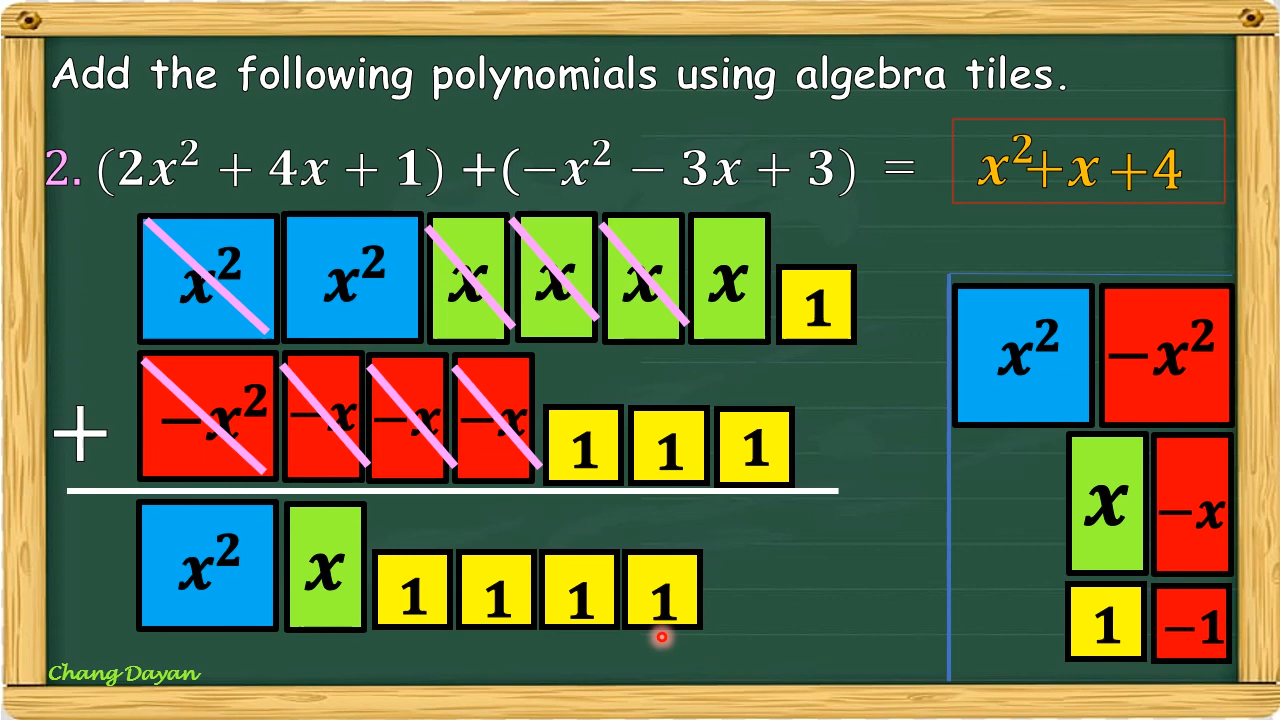 Add the following polynomials using algebra tiles.
2. (2x² + 4x + 1) +(−x² − 3x + 3) = x²+x +4
x² x² x x x x 1
+ −x² −x −x −x 1 1 1
x² x 1 1 1 1
x² −x²
x −x
1 −1
Chang Dayan